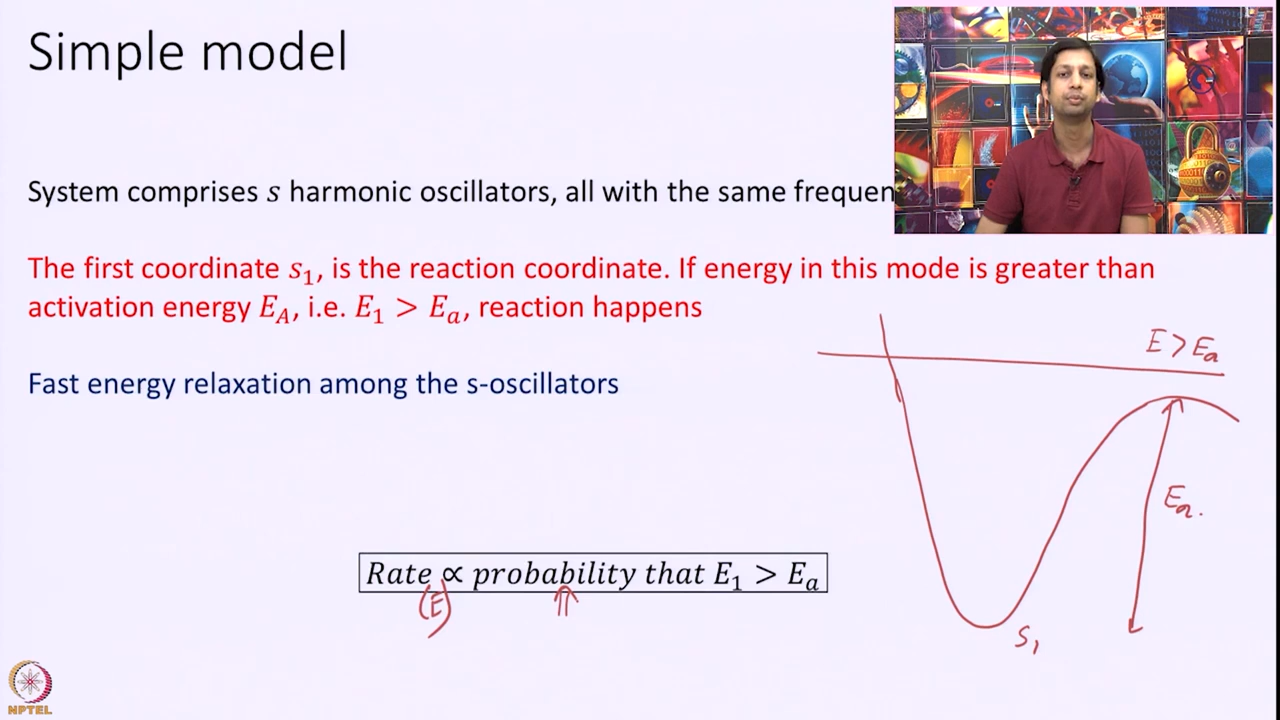 Simple model
System comprises s harmonic oscillators, all with the same frequen
The first coordinate s₁, is the reaction coordinate. If energy in this mode is greater than
activation energy E_A, i.e. E₁ > Eₐ, reaction happens
E > Eₐ
Fast energy relaxation among the s-oscillators
Eₐ.
Rate ∝ probability that E₁ > Eₐ
(E)
S₁
NPTEL